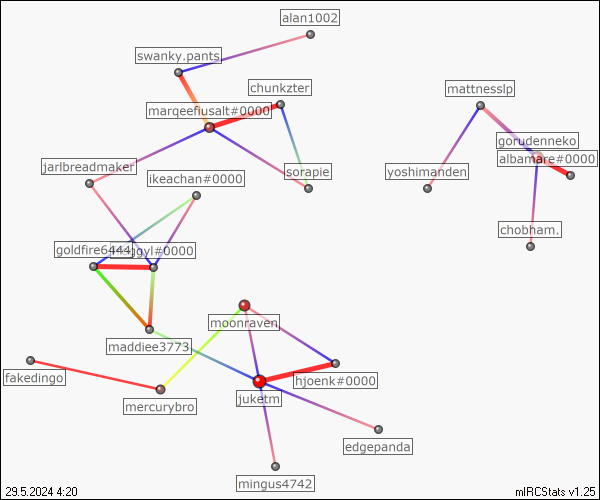 alan1002
swanky.pants
chunkzter
mattnesslp
marqeefiusalt#0000
gorudenneko
albamare#0000
jarlbreadmaker
ikeachan#0000
sorapie
yoshimanden
chobham.
goldfire6444
gyl#0000
moonraven
maddiee3773
fakedingo
hjoenk#0000
mercurybro
juketm
edgepanda
mingus4742
29.5.2024 4:20
mIRCStats v1.25